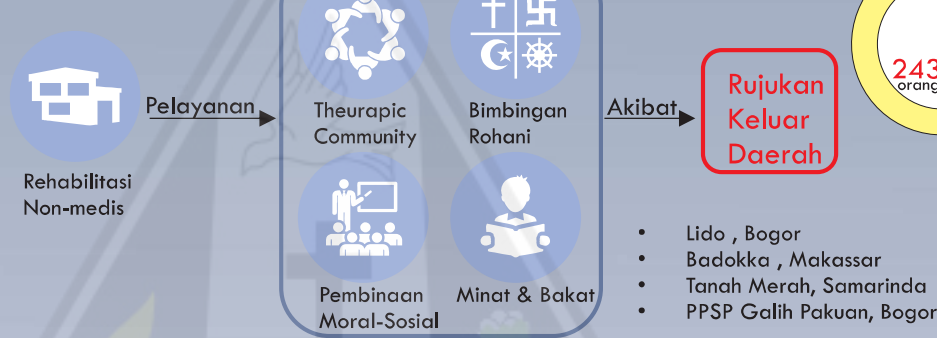 Rehabilitasi
Non-medis
Pelayanan
Theurapic
Community
Bimbingan
Rohani
Pembinaan
Moral-Sosial
Minat & Bakat
Akibat
Rujukan
Keluar
Daerah
243
orang
• Lido , Bogor
• Badokka , Makassar
• Tanah Merah, Samarinda
• PPSP Galih Pakuan, Bogor